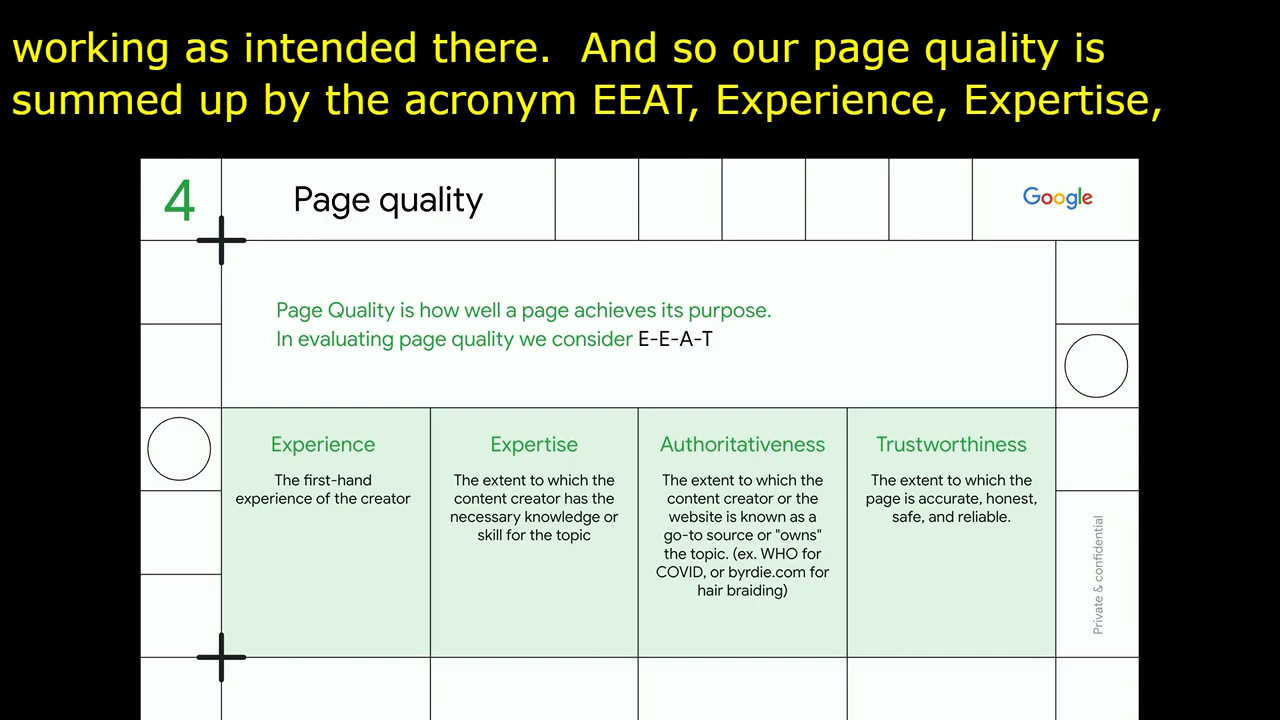 working as intended there.  And so our page quality is
summed up by the acronym EEAT, Experience, Expertise,
4
Page quality
Google
Page Quality is how well a page achieves its purpose.
In evaluating page quality we consider E-E-A-T
Experience
The first-hand
experience of the creator
Expertise
The extent to which the
content creator has the
necessary knowledge or
skill for the topic
Authoritativeness
The extent to which the
content creator or the
website is known as a
go-to source or "owns"
the topic. (ex. WHO for
COVID, or byrdie.com for
hair braiding)
Trustworthiness
The extent to which the
page is accurate, honest,
safe, and reliable.
Private & confidential